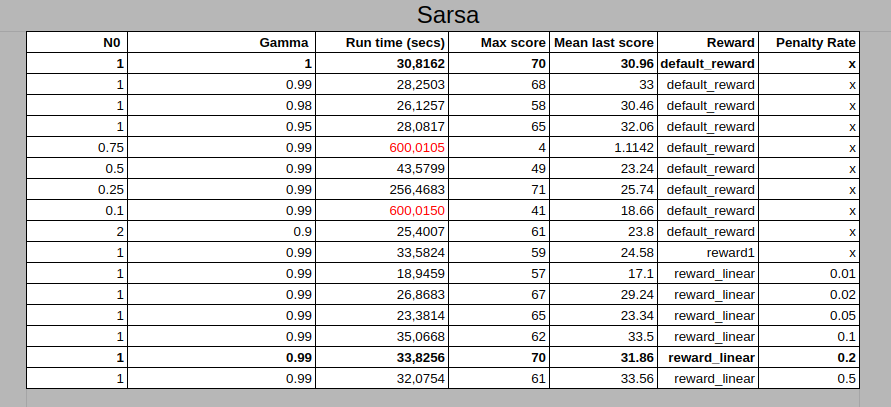 Sarsa
N0 Gamma Run time (secs) Max score Mean last score Reward Penalty Rate
1 1 30,8162 70 30.96 default_reward x
1 0.99 28,2503 68 33 default_reward x
1 0.98 26,1257 58 30.46 default_reward x
1 0.95 28,0817 65 32.06 default_reward x
0.75 0.99 600,0105 4 1.1142 default_reward x
0.5 0.99 43,5799 49 23.24 default_reward x
0.25 0.99 256,4683 71 25.74 default_reward x
0.1 0.99 600,0150 41 18.66 default_reward x
2 0.9 25,4007 61 23.8 default_reward x
1 0.99 33,5824 59 24.58 reward1 x
1 0.99 18,9459 57 17.1 reward_linear 0.01
1 0.99 26,8683 67 29.24 reward_linear 0.02
1 0.99 23,3814 65 23.34 reward_linear 0.05
1 0.99 35,0668 62 33.5 reward_linear 0.1
1 0.99 33,8256 70 31.86 reward_linear 0.2
1 0.99 32,0754 61 33.56 reward_linear 0.5